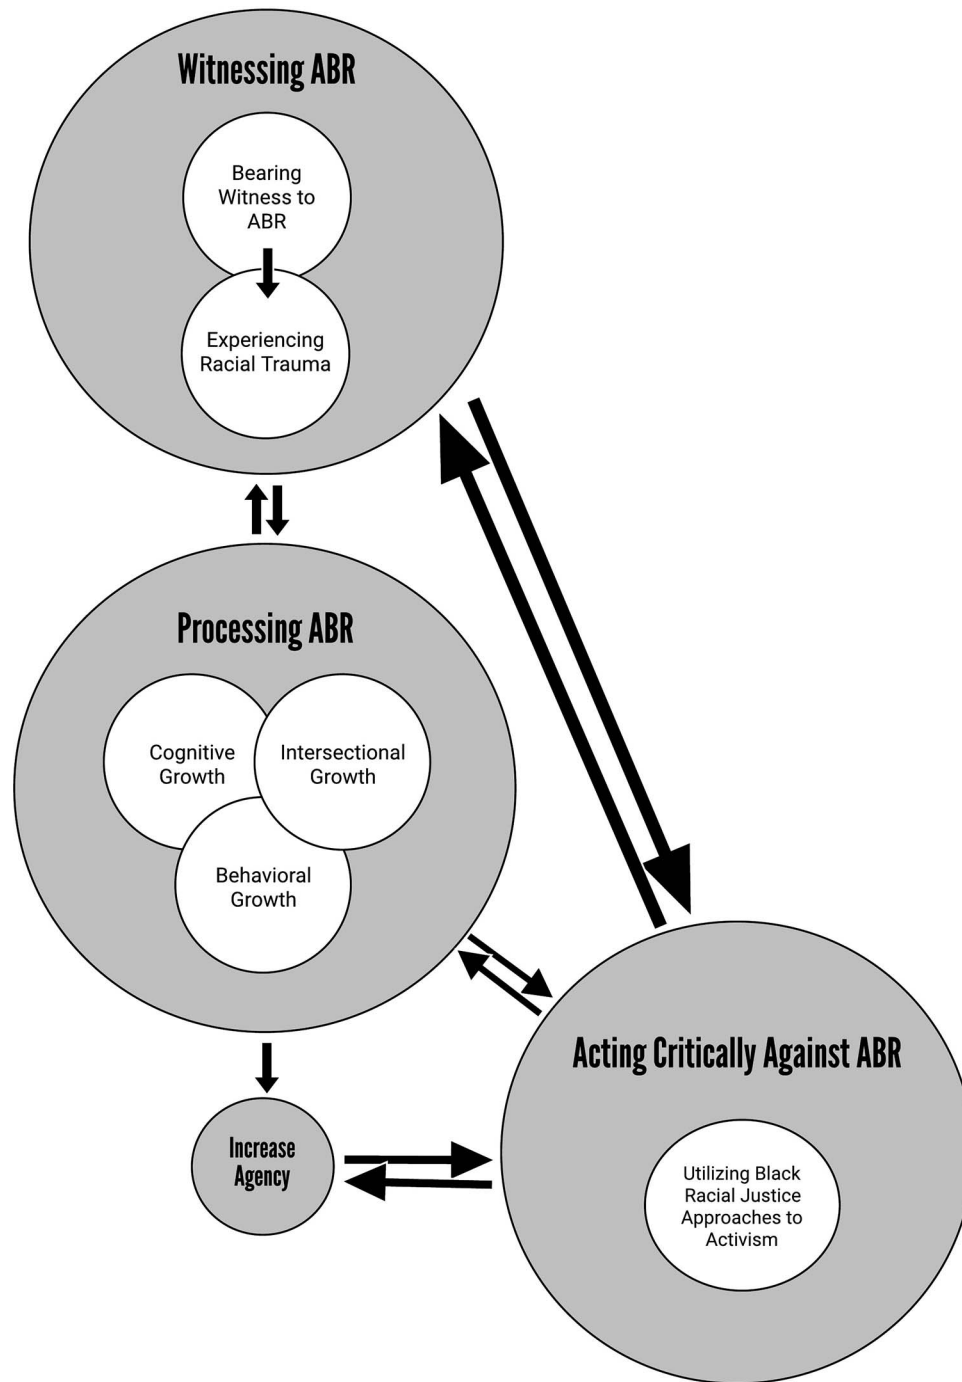 Witnessing ABR
Bearing
Witness to
ABR
Experiencing
Racial Trauma
Processing ABR
Cognitive
Growth
Intersectional
Growth
Behavioral
Growth
Increase
Agency
Acting Critically Against ABR
Utilizing Black
Racial Justice
Approaches to
Activism